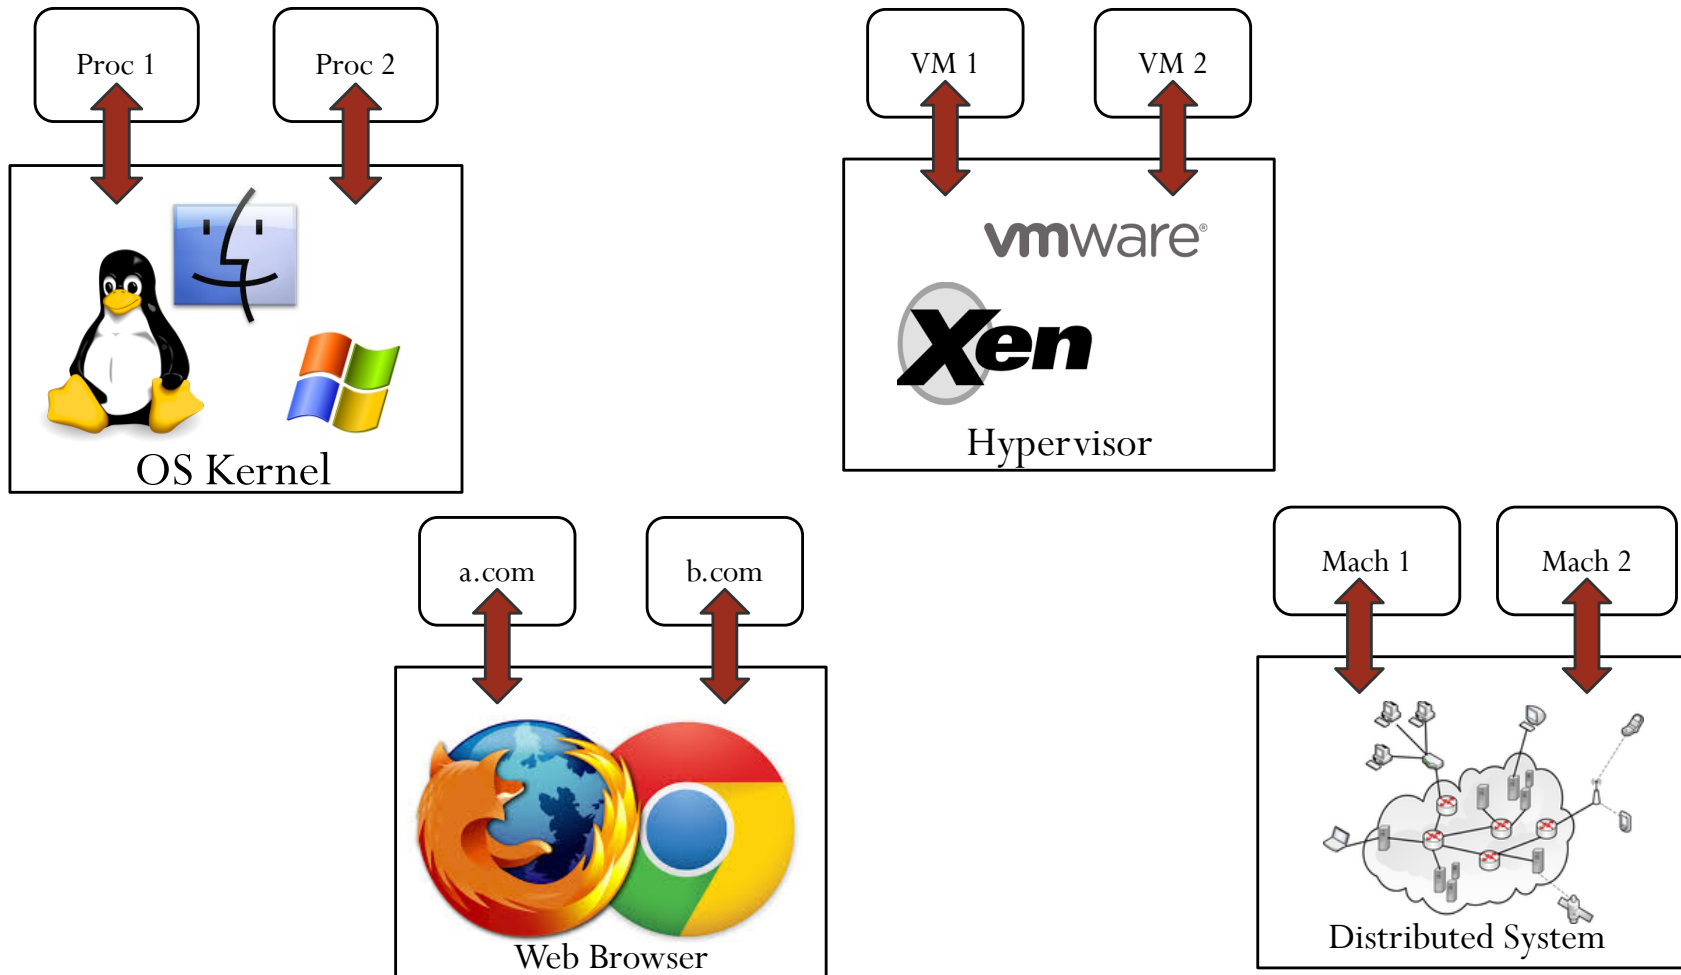 Proc 1
Proc 2
OS Kernel
VM 1
VM 2
vmware®
Xen
Hypervisor
a.com
b.com
Web Browser
Mach 1
Mach 2
Distributed System